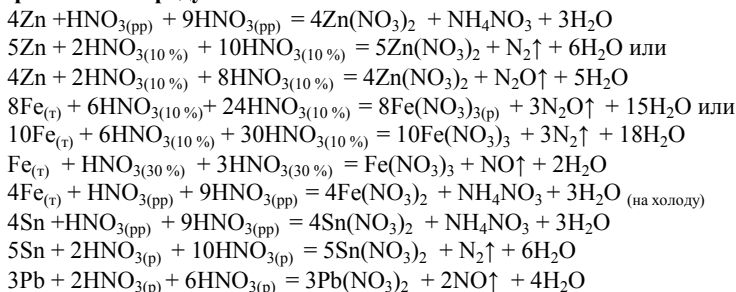 4Zn +HNO₃₍рр₎ + 9HNO₃₍рр₎ = 4Zn(NO₃)₂ + NH₄NO₃ + 3H₂O
5Zn + 2HNO₃₍₁₀ %₎ + 10HNO₃₍₁₀ %₎ = 5Zn(NO₃)₂ + N₂↑ + 6H₂O или
4Zn + 2HNO₃₍₁₀ %₎ + 8HNO₃₍₁₀ %₎ = 4Zn(NO₃)₂ + N₂O↑ + 5H₂O
8Fe₍т₎ + 6HNO₃₍₁₀ %₎+ 24HNO₃₍₁₀ %₎ = 8Fe(NO₃)₃₍р₎ + 3N₂O↑ + 15H₂O или
10Fe₍т₎ + 6HNO₃₍₁₀ %₎ + 30HNO₃₍₁₀ %₎ = 10Fe(NO₃)₃ + 3N₂↑ + 18H₂O
Fe₍т₎ + HNO₃₍₃₀ %₎ + 3HNO₃₍₃₀ %₎ = Fe(NO₃)₃ + NO↑ + 2H₂O
4Fe₍т₎ + HNO₃₍рр₎ + 9HNO₃₍рр₎ = 4Fe(NO₃)₂ + NH₄NO₃ + 3H₂O ₍на холоду₎
4Sn +HNO₃₍рр₎ + 9HNO₃₍рр₎ = 4Sn(NO₃)₂ + NH₄NO₃ + 3H₂O
5Sn + 2HNO₃₍р₎ + 10HNO₃₍р₎ = 5Sn(NO₃)₂ + N₂↑ + 6H₂O
3Pb + 2HNO₃₍р₎ + 6HNO₃₍р₎ = 3Pb(NO₃)₂ + 2NO↑ + 4H₂O